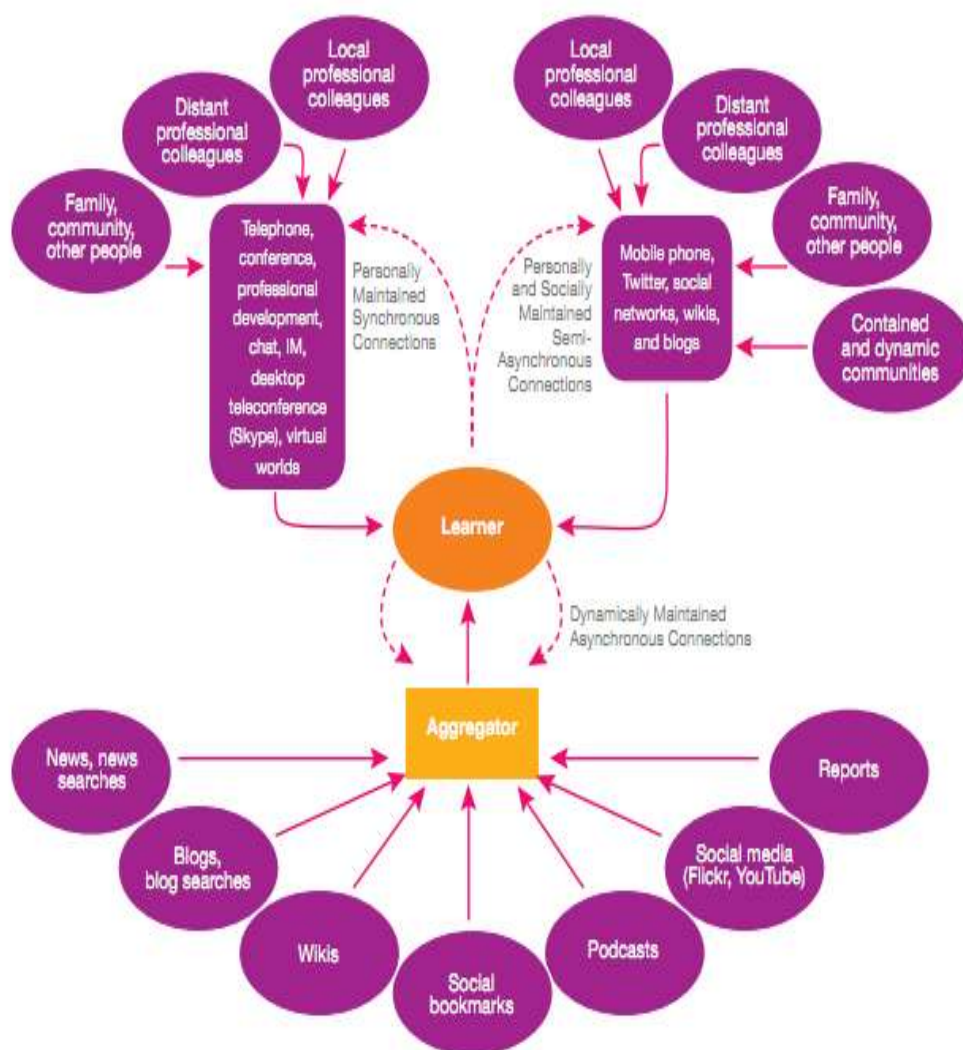 Local
professional
colleagues
Distant
professional
colleagues
Family,
community,
other people
Telephone,
conference,
professional
development,
chat, IM,
desktop
teleconference
(Skype), virtual
worlds
Personally
Maintained
Synchronous
Connections
Local
professional
colleagues
Distant
professional
colleagues
Family,
community,
other people
Contained
and dynamic
communities
Mobile phone,
Twitter, social
networks, wikis,
and blogs
Personally
and Socially
Maintained
Semi-
Asynchronous
Connections
Learner
Dynamically Maintained
Asynchronous Connections
Aggregator
News, news
searches
Blogs,
blog searches
Wikis
Social
bookmarks
Podcasts
Social media
(Flickr, YouTube)
Reports